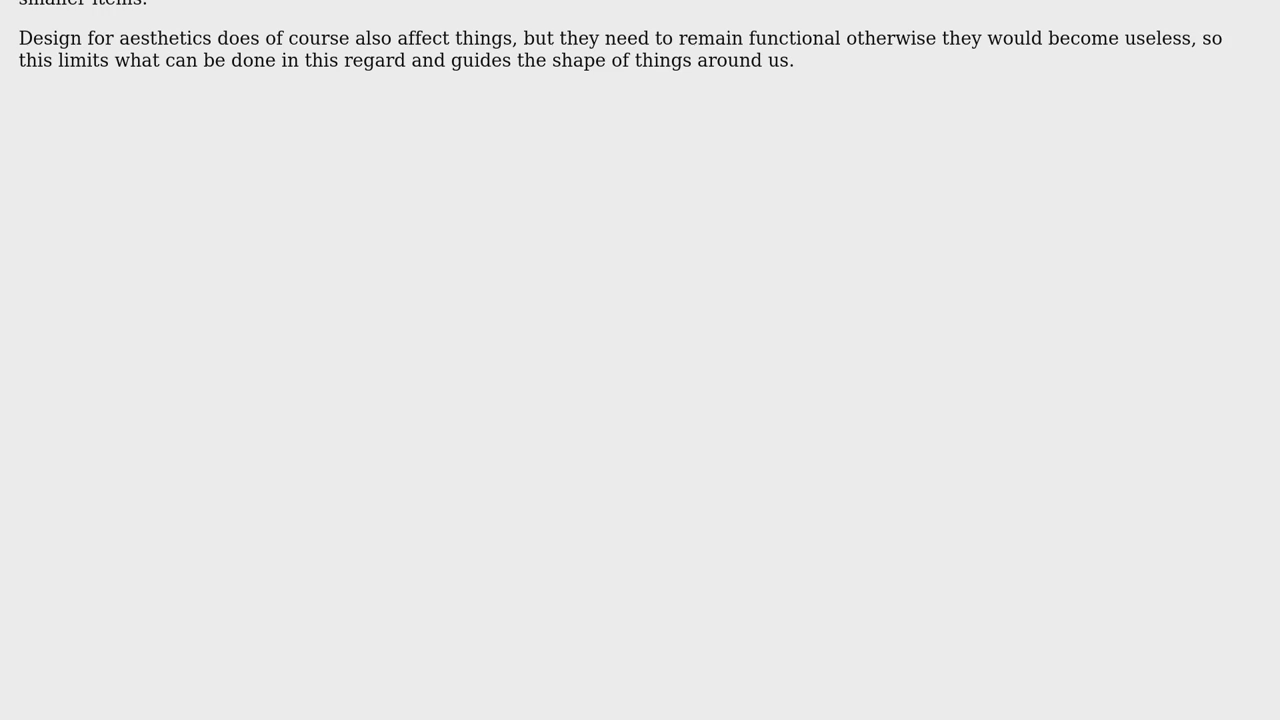 smaller items.
Design for aesthetics does of course also affect things, but they need to remain functional otherwise they would become useless, so
this limits what can be done in this regard and guides the shape of things around us.